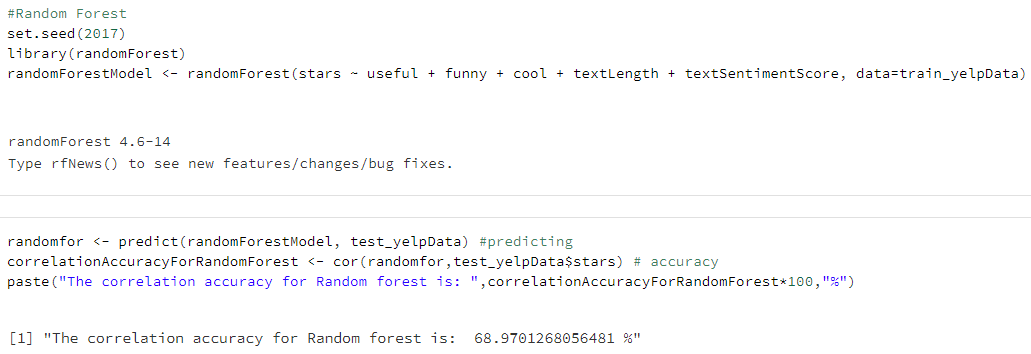 #Random Forest
set.seed(2017)
library(randomForest)
randomForestModel <- randomForest(stars ~ useful + funny + cool + textLength + textSentimentScore, data=train_yelpData)
randomForest 4.6-14
Type rfNews() to see new features/changes/bug fixes.
randomfor <- predict(randomForestModel, test_yelpData) #predicting
correlationAccuracyForRandomForest <- cor(randomfor,test_yelpData$stars) # accuracy
paste("The correlation accuracy for Random forest is: ",correlationAccuracyForRandomForest*100,"%")
[1] "The correlation accuracy for Random forest is:  68.9701268056481 %"